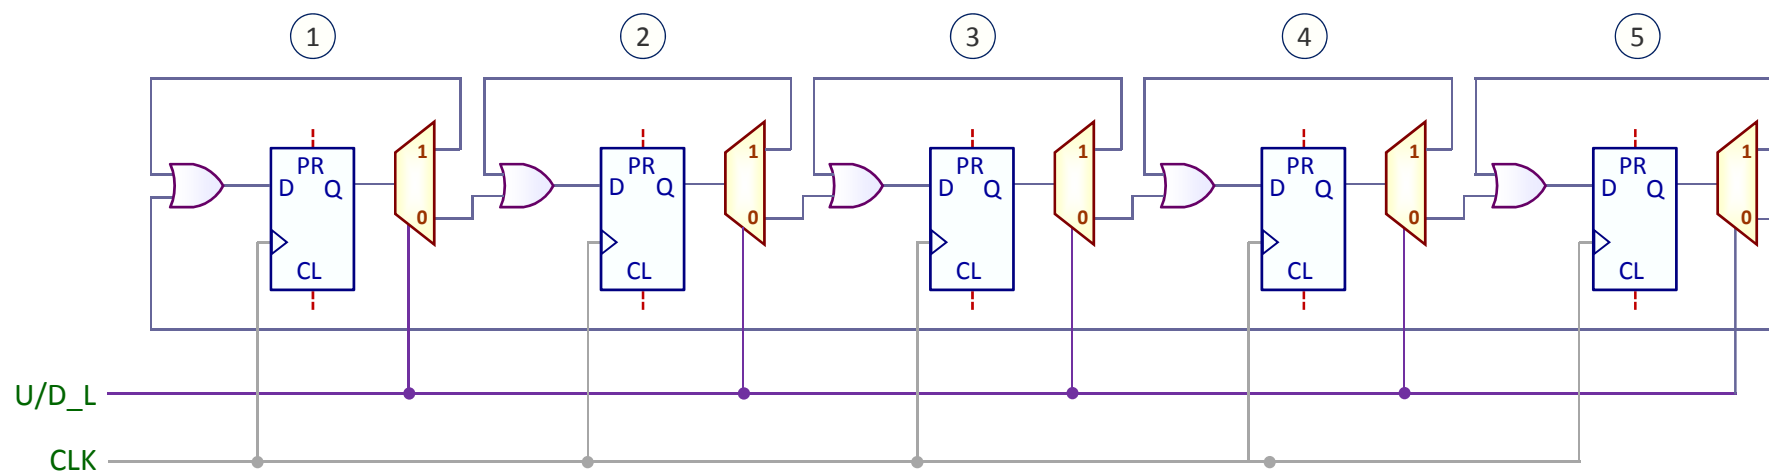 1 2 3 4 5
1 1 1 1 1
PR PR PR PR PR
D Q D Q D Q D Q D Q
0 0 0 0 0
CL CL CL CL CL
U/D_L
CLK